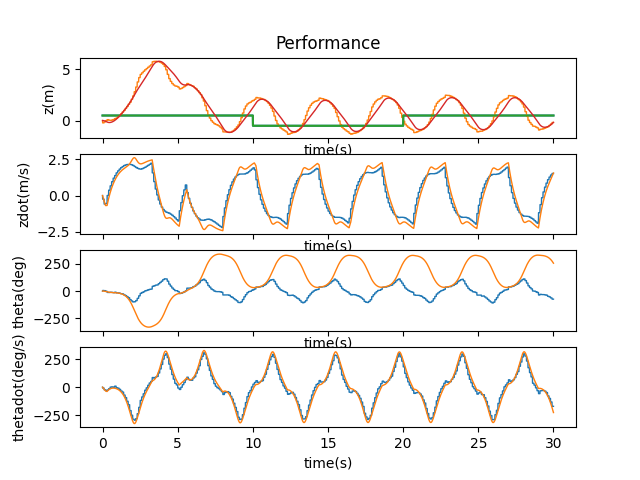 Performance
z(m)
5
0
time(s)
zdot(m/s)
2.5
0.0
−2.5
time(s)
theta(deg)
250
0
−250
time(s)
thetadot(deg/s)
250
0
−250
0 5 10 15 20 25 30
time(s)